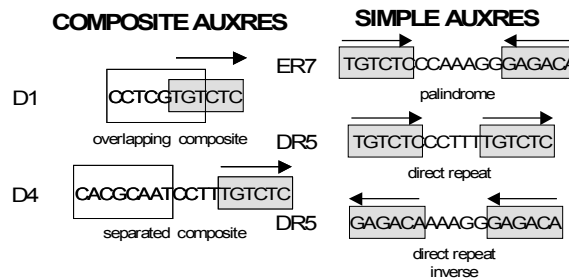 COMPOSITE AUXRES
D1
CCTCGTGTCTC
overlapping composite
D4
CACGCAATCCTTTGTCTC
separated composite
SIMPLE AUXRES
ER7
TGTCTCCCAAAGGGAGACA
palindrome
DR5
TGTCTCCCTTTTGTCTC
direct repeat
DR5
GAGACAAAAGGGAGACA
direct repeat
inverse